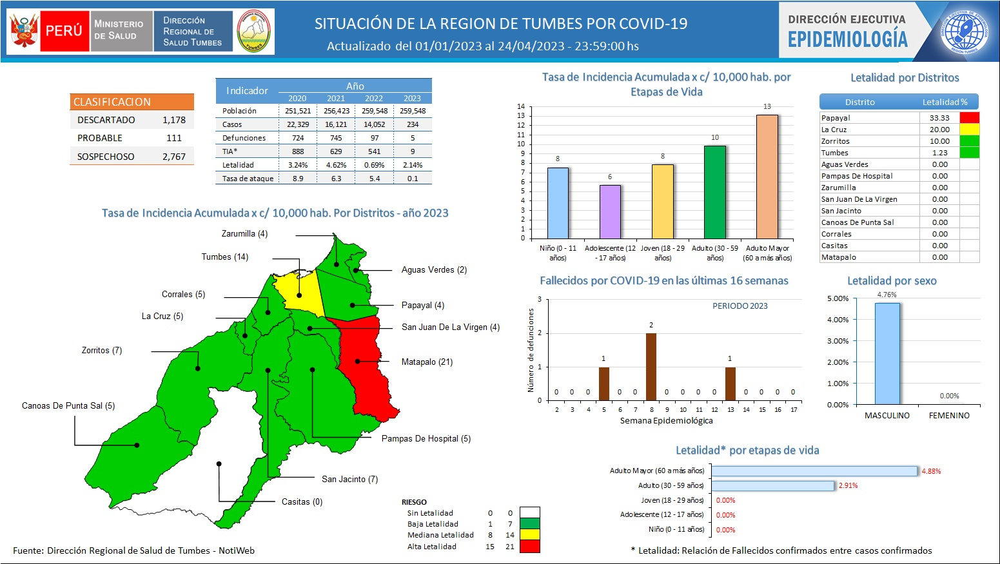 PERÚ
MINISTERIO
DE SALUD
DIRECCIÓN
REGIONAL DE
SALUD TUMBES
GOBIERNO REGIONAL
TUMBES
SITUACIÓN DE LA REGION DE TUMBES POR COVID-19
Actualizado del 01/01/2023 al 24/04/2023 - 23:59:00 hs
DIRECCIÓN EJECUTIVA
EPIDEMIOLOGÍA
DIRECCIÓN EJECUTIVA DE EPIDEMIOLOGÍA
REGIÓN TUMBES
CLASIFICACION
DESCARTADO 1,178
PROBABLE 111
SOSPECHOSO 2,767
Indicador Año
2020 2021 2022 2023
Población 251,521 256,423 259,548 259,548
Casos 22,329 16,121 14,052 234
Defunciones 724 745 97 5
TIA* 888 629 541 9
Letalidad 3.24% 4.62% 0.69% 2.14%
Tasa de ataque 8.9 6.3 5.4 0.1
Tasa de Incidencia Acumulada x c/ 10,000 hab. Por Distritos - año 2023
Zarumilla (4)
Tumbes (14)
Aguas Verdes (2)
Corrales (5)
Papayal (4)
La Cruz (5)
San Juan De La Virgen (4)
Zorritos (7)
Matapalo (21)
Canoas De Punta Sal (5)
Pampas De Hospital (5)
San Jacinto (7)
Casitas (0)
RIESGO
Sin Letalidad 0 0
Baja Letalidad 1 7
Mediana Letalidad 8 14
Alta Letalidad 15 21
Fuente: Dirección Regional de Salud de Tumbes - NotiWeb
Tasa de Incidencia Acumulada x c/ 10,000 hab. por
Etapas de Vida
14
13
12
11
10
9
8
7
6
5
4
3
2
1
0
8 6 8 10 13
Niño (0 - 11 Adolescente (12 Joven (18 - 29 Adulto (30 - 59 Adulto Mayor
años) - 17 años) años) años) (60 a más años)
Letalidad por Distritos
Distrito Letalidad %
Papayal 33.33
La Cruz 20.00
Zorritos 10.00
Tumbes 1.23
Aguas Verdes 0.00
Pampas De Hospital 0.00
Zarumilla 0.00
San Juan De La Virgen 0.00
San Jacinto 0.00
Canoas De Punta Sal 0.00
Corrales 0.00
Casitas 0.00
Matapalo 0.00
Fallecidos por COVID-19 en las últimas 16 semanas
PERIODO 2023
Número de defunciones
3
2
1
0
0 0 0 1 0 0 2 0 0 0 0 1 0 0 0 0
2 3 4 5 6 7 8 9 10 11 12 13 14 15 16 17
Semana Epidemiológica
Letalidad por sexo
5.00%
4.00%
3.00%
2.00%
1.00%
0.00%
4.76% 0.00%
MASCULINO FEMENINO
Letalidad* por etapas de vida
Adulto Mayor (60 a más años) 4.88%
Adulto (30 - 59 años) 2.91%
Joven (18 - 29 años) 0.00%
Adolescente (12 - 17 años) 0.00%
Niño (0 - 11 años) 0.00%
* Letalidad: Relación de Fallecidos confirmados entre casos confirmados